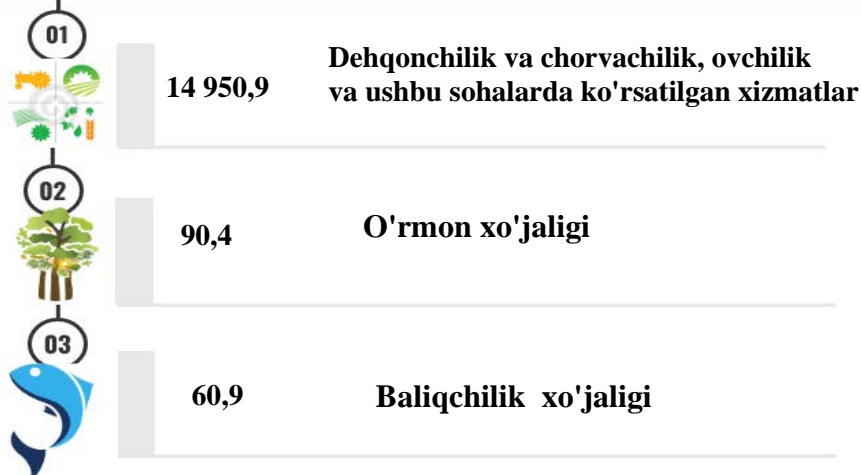 01
14 950,9
Dehqonchilik va chorvachilik, ovchilik
va ushbu sohalarda ko'rsatilgan xizmatlar
02
90,4
O'rmon xo'jaligi
03
60,9
Baliqchilik xo'jaligi